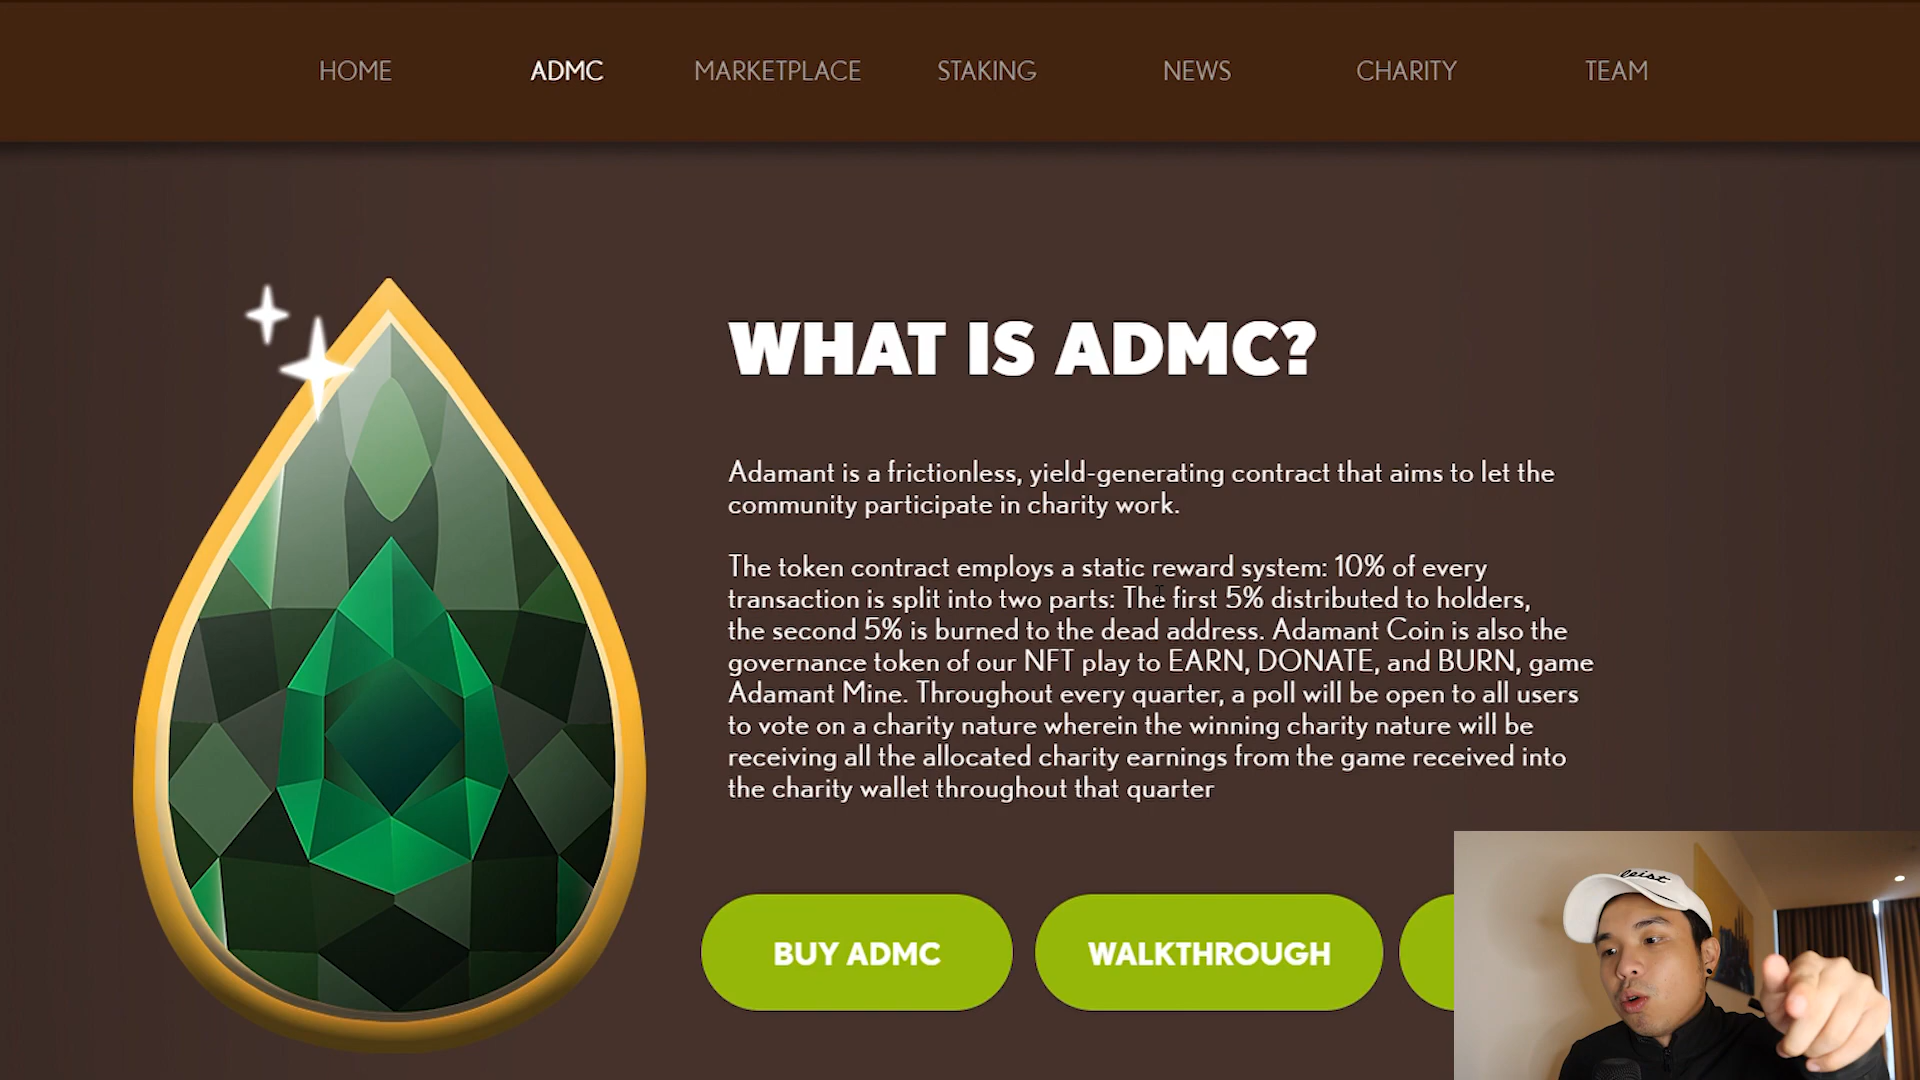 HOME ADMC MARKETPLACE STAKING NEWS CHARITY TEAM
WHAT IS ADMC?
Adamant is a frictionless, yield-generating contract that aims to let the
community participate in charity work.
The token contract employs a static reward system: 10% of every
transaction is split into two parts: The first 5% distributed to holders,
the second 5% is burned to the dead address. Adamant Coin is also the
governance token of our NFT play to EARN, DONATE, and BURN, game
Adamant Mine. Throughout every quarter, a poll will be open to all users
to vote on a charity nature wherein the winning charity nature will be
receiving all the allocated charity earnings from the game received into
the charity wallet throughout that quarter
BUY ADMC WALKTHROUGH